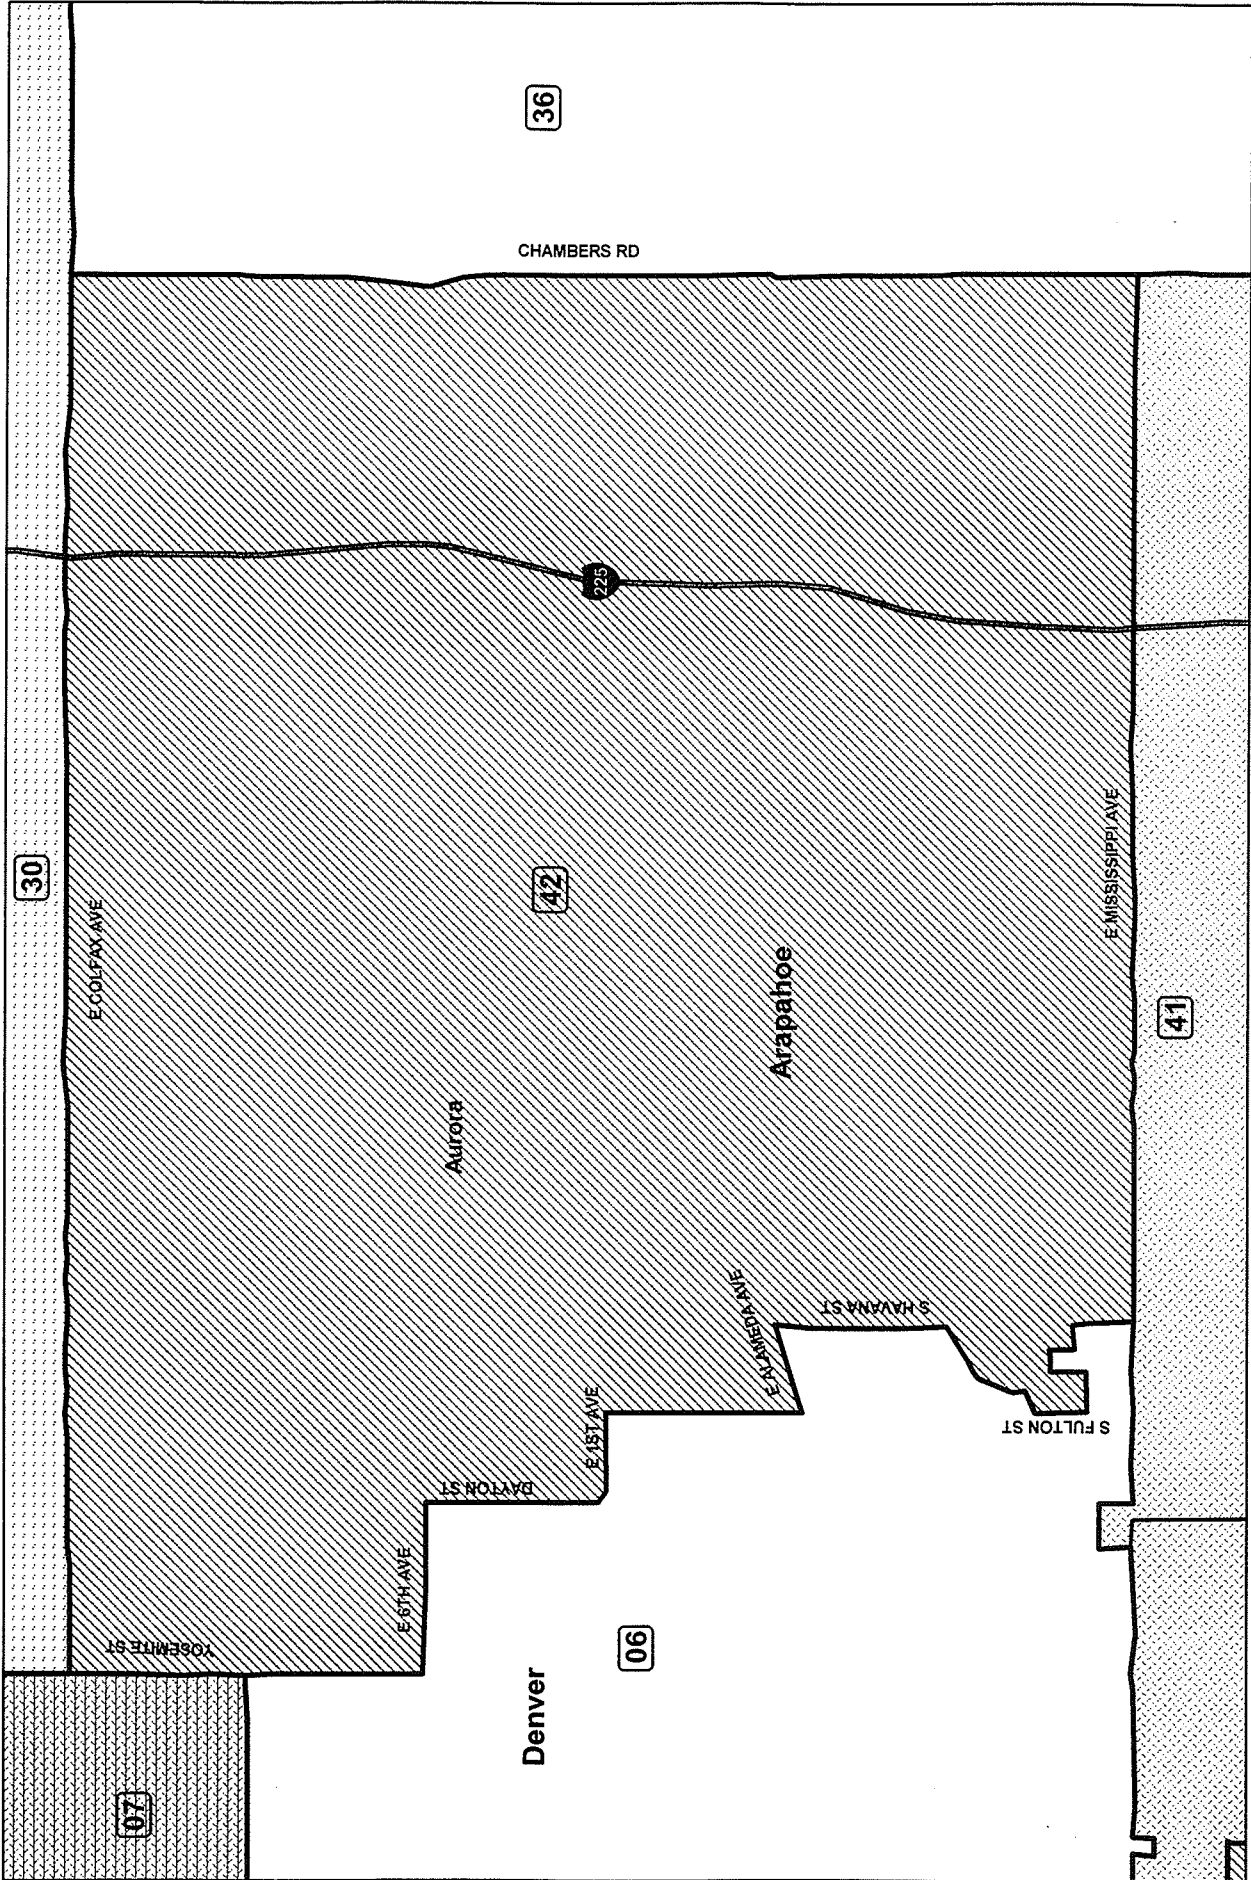 36
CHAMBERS RD
30
E COLFAX AVE
225
42
Aurora
Arapahoe
E MISSISSIPPI AVE
41
E ALAMEDA AVE
S HAVANA ST
E 1ST AVE
S FULTON ST
DAYTON ST
E 6TH AVE
YOSEMITE ST
Denver
06
07